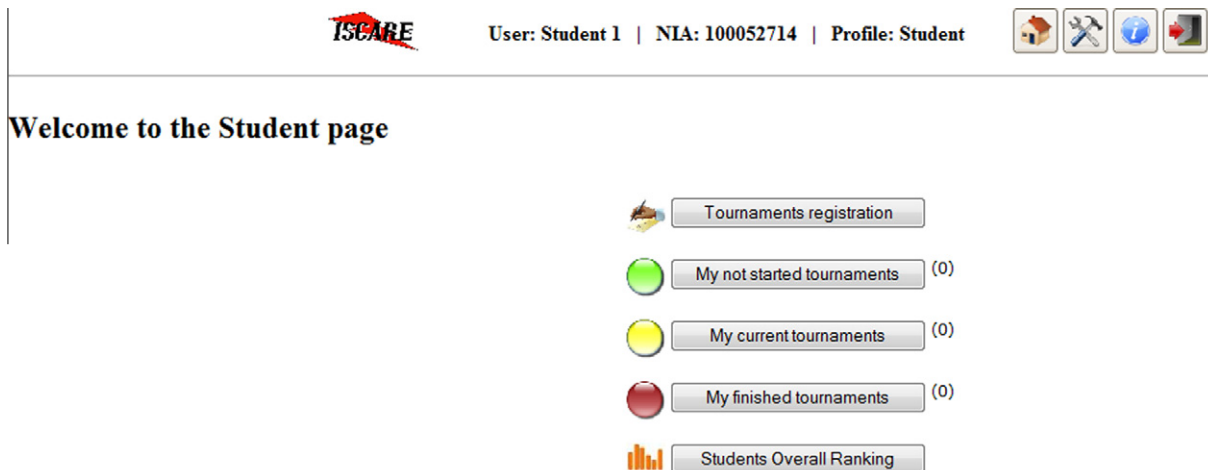 ISCARE
User: Student 1 | NIA: 100052714 | Profile: Student
Welcome to the Student page
Tournaments registration
My not started tournaments (0)
My current tournaments (0)
My finished tournaments (0)
Students Overall Ranking